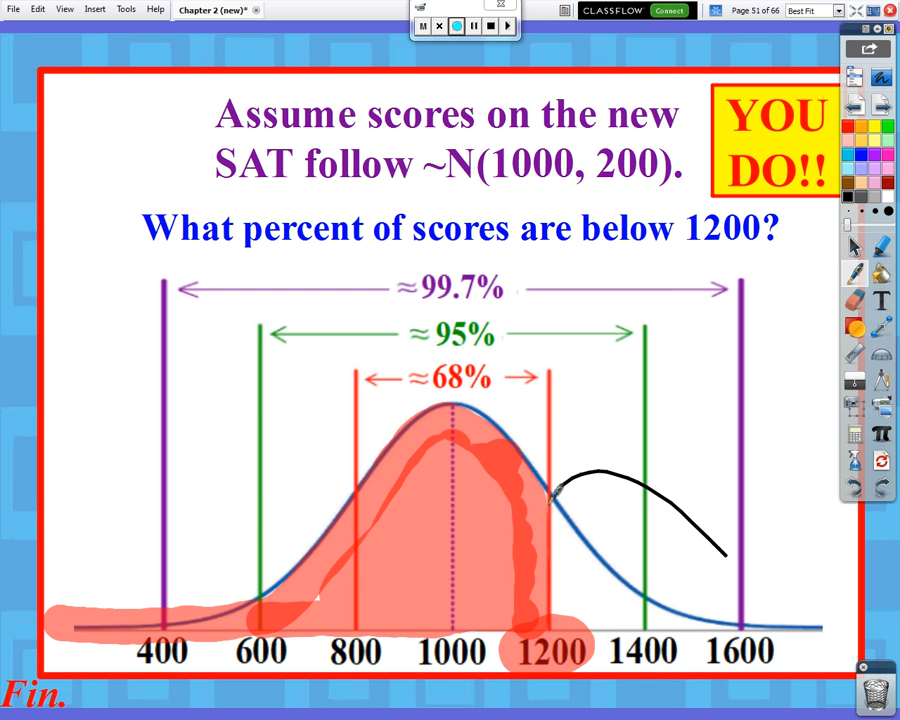 File Edit View Insert Tools Help Chapter 2 (new)* CLASSFLOW Connect Page 51 of 66 Best Fit
M
Assume scores on the new
SAT follow ~N(1000, 200).
YOU
DO!!
What percent of scores are below 1200?
≈99.7%
≈95%
≈68%
400 600 800 1000 1200 1400 1600
Fin.